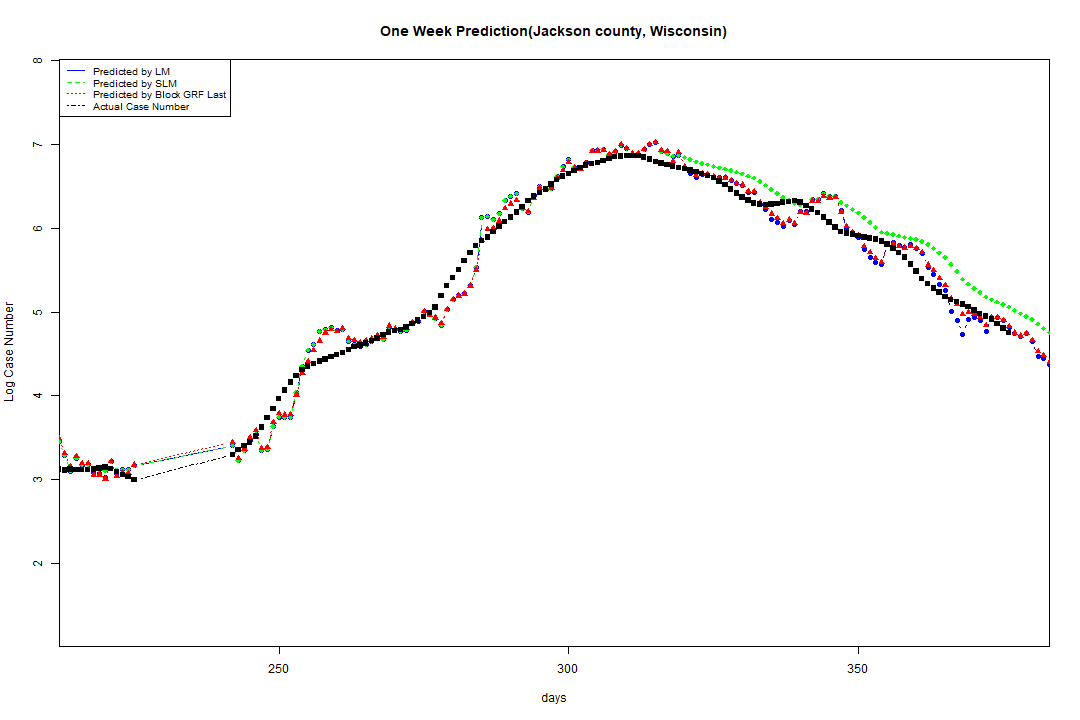 One Week Prediction(Jackson county, Wisconsin)
Predicted by LM
Predicted by SLM
Predicted by Block GRF Last
Actual Case Number
8
7
6
5
4
3
2
Log Case Number
250
300
350
days